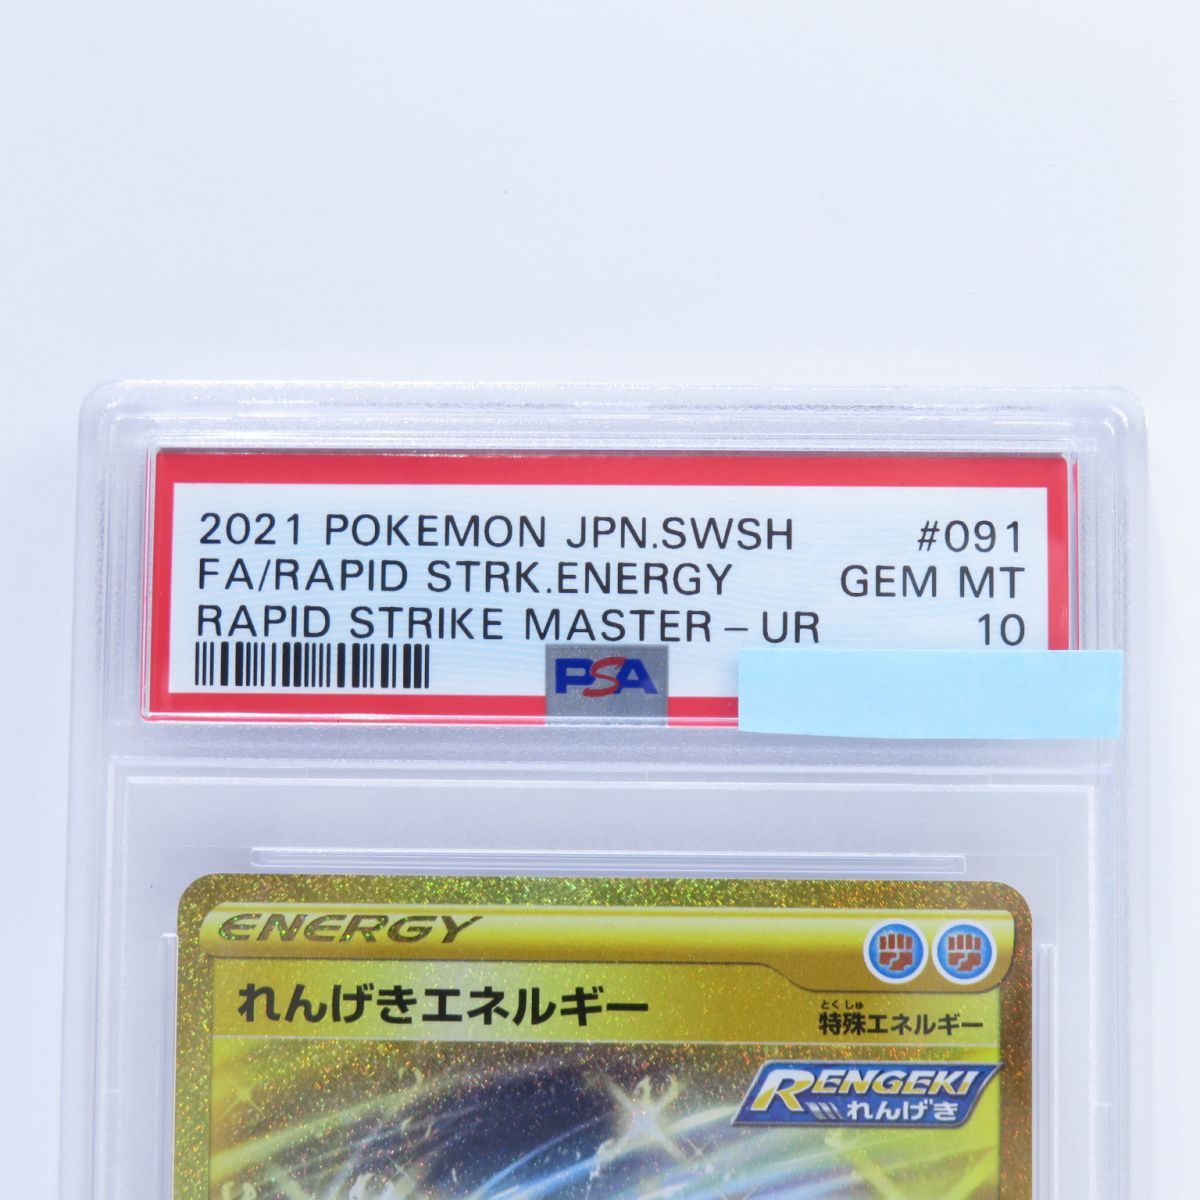 2021 POKEMON JPN.SWSH #091
FA/RAPID STRK.ENERGY GEM MT
RAPID STRIKE MASTER-UR 10
PSA
ENERGY
れんげきエネルギー
とくしゅ
特殊エネルギー
RENGEKI
れんげき